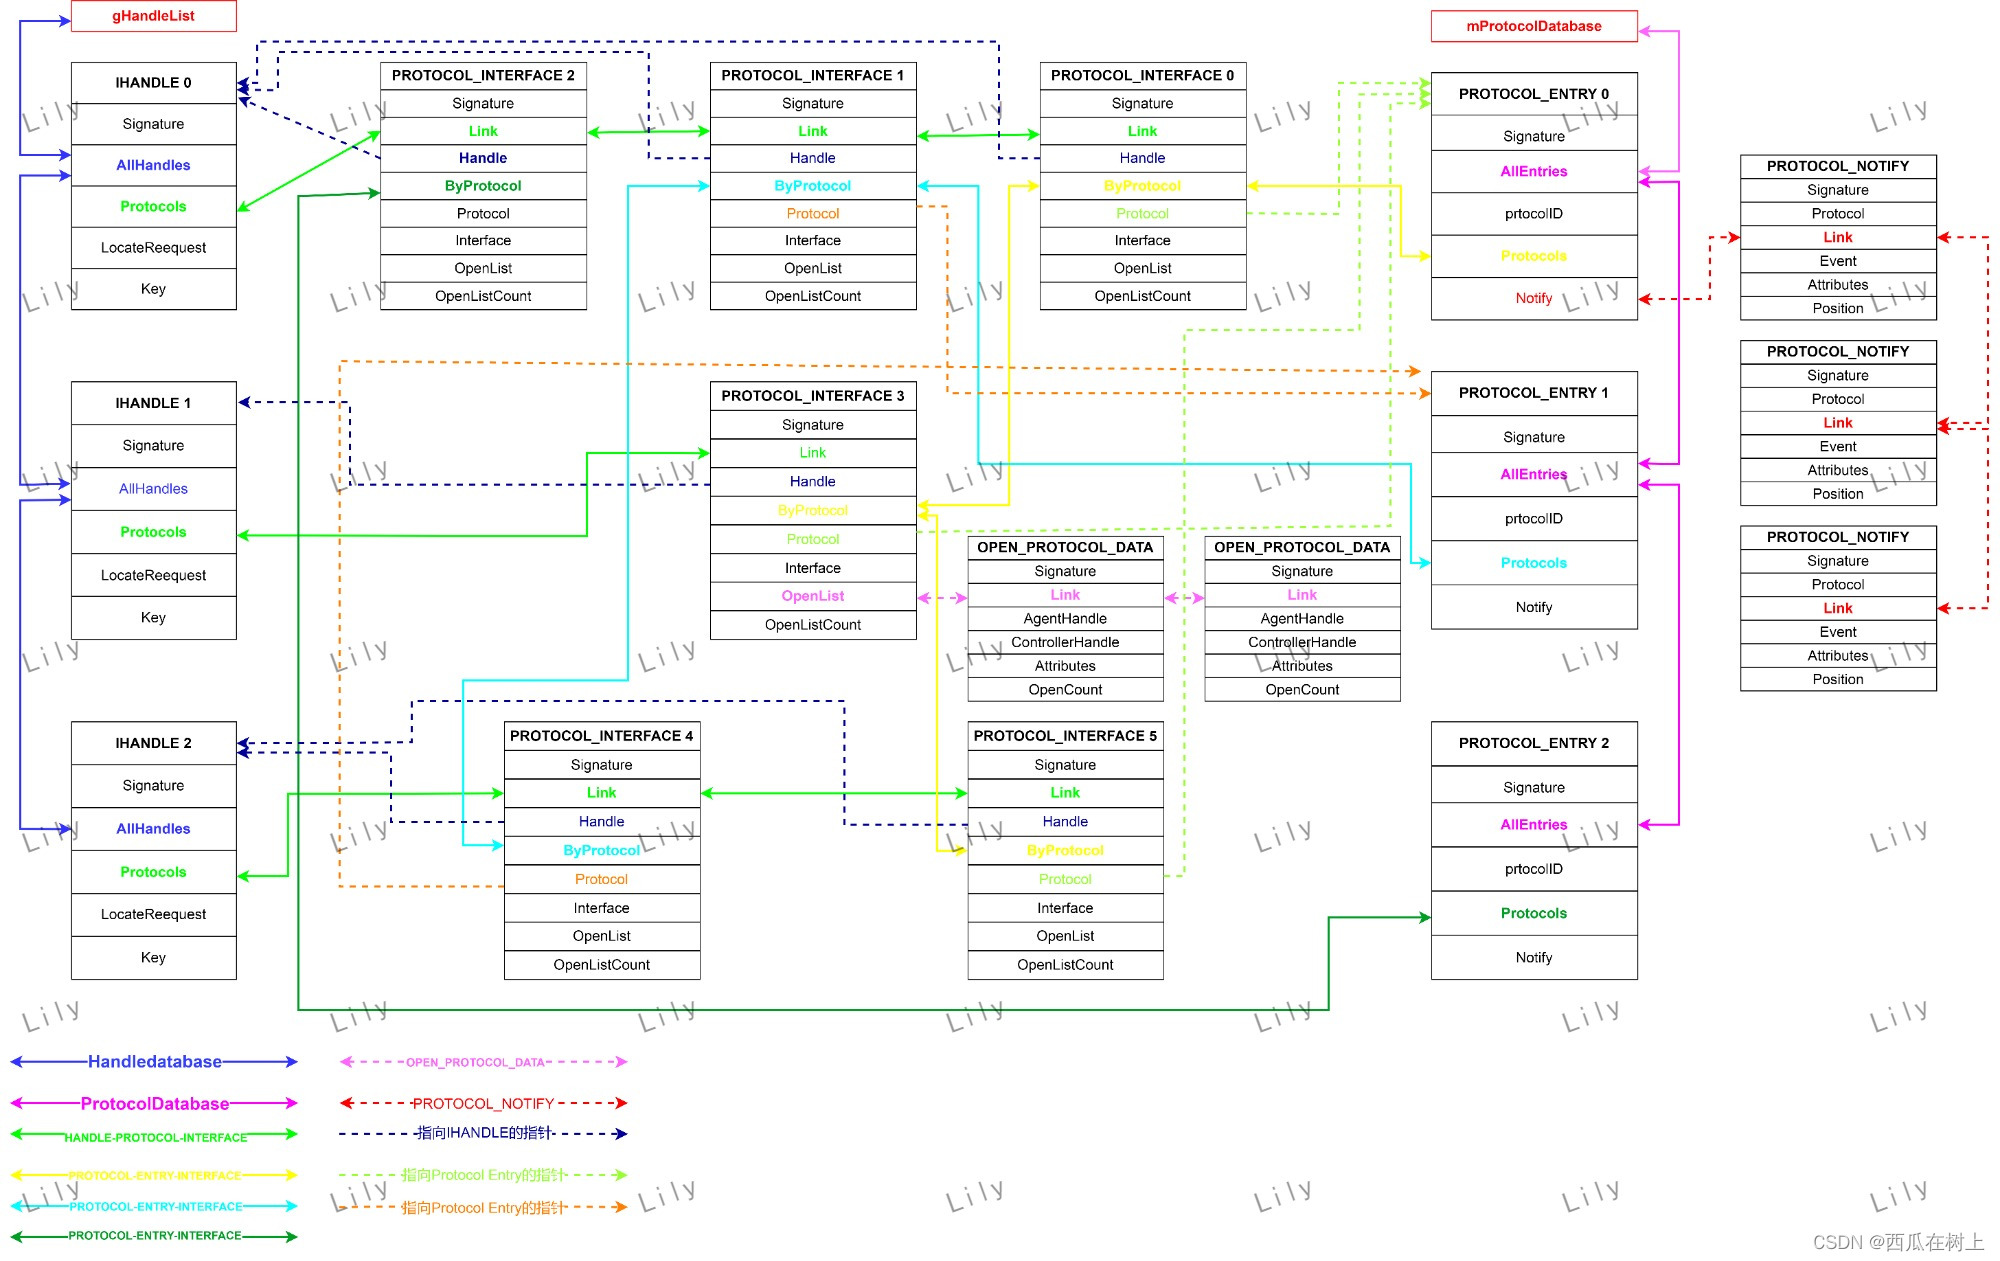 gHandleList
mProtocolDatabase
IHANDLE 0
Signature
AllHandles
Protocols
LocateReequest
Key
PROTOCOL_INTERFACE 2
Signature
Link
Handle
ByProtocol
Protocol
Interface
OpenList
OpenListCount
PROTOCOL_INTERFACE 1
Signature
Link
Handle
ByProtocol
Protocol
Interface
OpenList
OpenListCount
PROTOCOL_INTERFACE 0
Signature
Link
Handle
ByProtocol
Protocol
Interface
OpenList
OpenListCount
PROTOCOL_ENTRY 0
Signature
AllEntries
prtocolID
Protocols
Notify
PROTOCOL_NOTIFY
Signature
Protocol
Link
Event
Attributes
Position
PROTOCOL_NOTIFY
Signature
Protocol
Link
Event
Attributes
Position
PROTOCOL_NOTIFY
Signature
Protocol
Link
Event
Attributes
Position
IHANDLE 1
Signature
AllHandles
Protocols
LocateReequest
Key
PROTOCOL_INTERFACE 3
Signature
Link
Handle
ByProtocol
Protocol
Interface
OpenList
OpenListCount
OPEN_PROTOCOL_DATA
Signature
Link
AgentHandle
ControllerHandle
Attributes
OpenCount
OPEN_PROTOCOL_DATA
Signature
Link
AgentHandle
ControllerHandle
Attributes
OpenCount
PROTOCOL_ENTRY 1
Signature
AllEntries
prtocolID
Protocols
Notify
IHANDLE 2
Signature
AllHandles
Protocols
LocateReequest
Key
PROTOCOL_INTERFACE 4
Signature
Link
Handle
ByProtocol
Protocol
Interface
OpenList
OpenListCount
PROTOCOL_INTERFACE 5
Signature
Link
Handle
ByProtocol
Protocol
Interface
OpenList
OpenListCount
PROTOCOL_ENTRY 2
Signature
AllEntries
prtocolID
Protocols
Notify
Handledatabase
ProtocolDatabase
HANDLE-PROTOCOL-INTERFACE
PROTOCOL-ENTRY-INTERFACE
PROTOCOL-ENTRY-INTERFACE
PROTOCOL-ENTRY-INTERFACE
OPEN_PROTOCOL_DATA
PROTOCOL_NOTIFY
指向IHANDLE的指针
指向Protocol Entry的指针
指向Protocol Entry的指针
Lily
CSDN @西瓜在树上